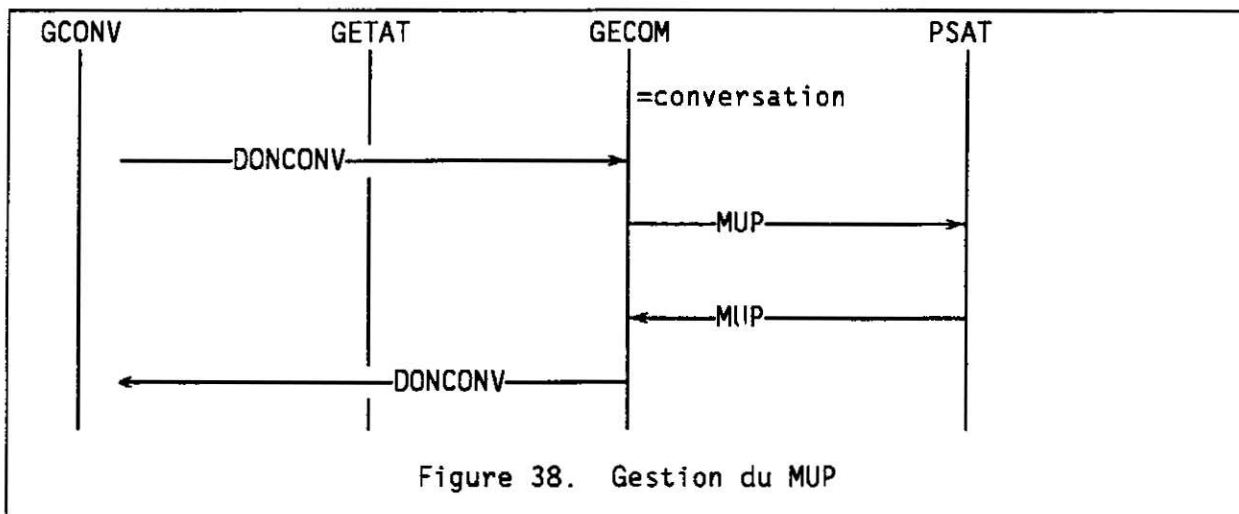 GCONV GETAT GECOM PSAT
=conversation
DONCONV
MUP
MUP
DONCONV
Figure 38. Gestion du MUP